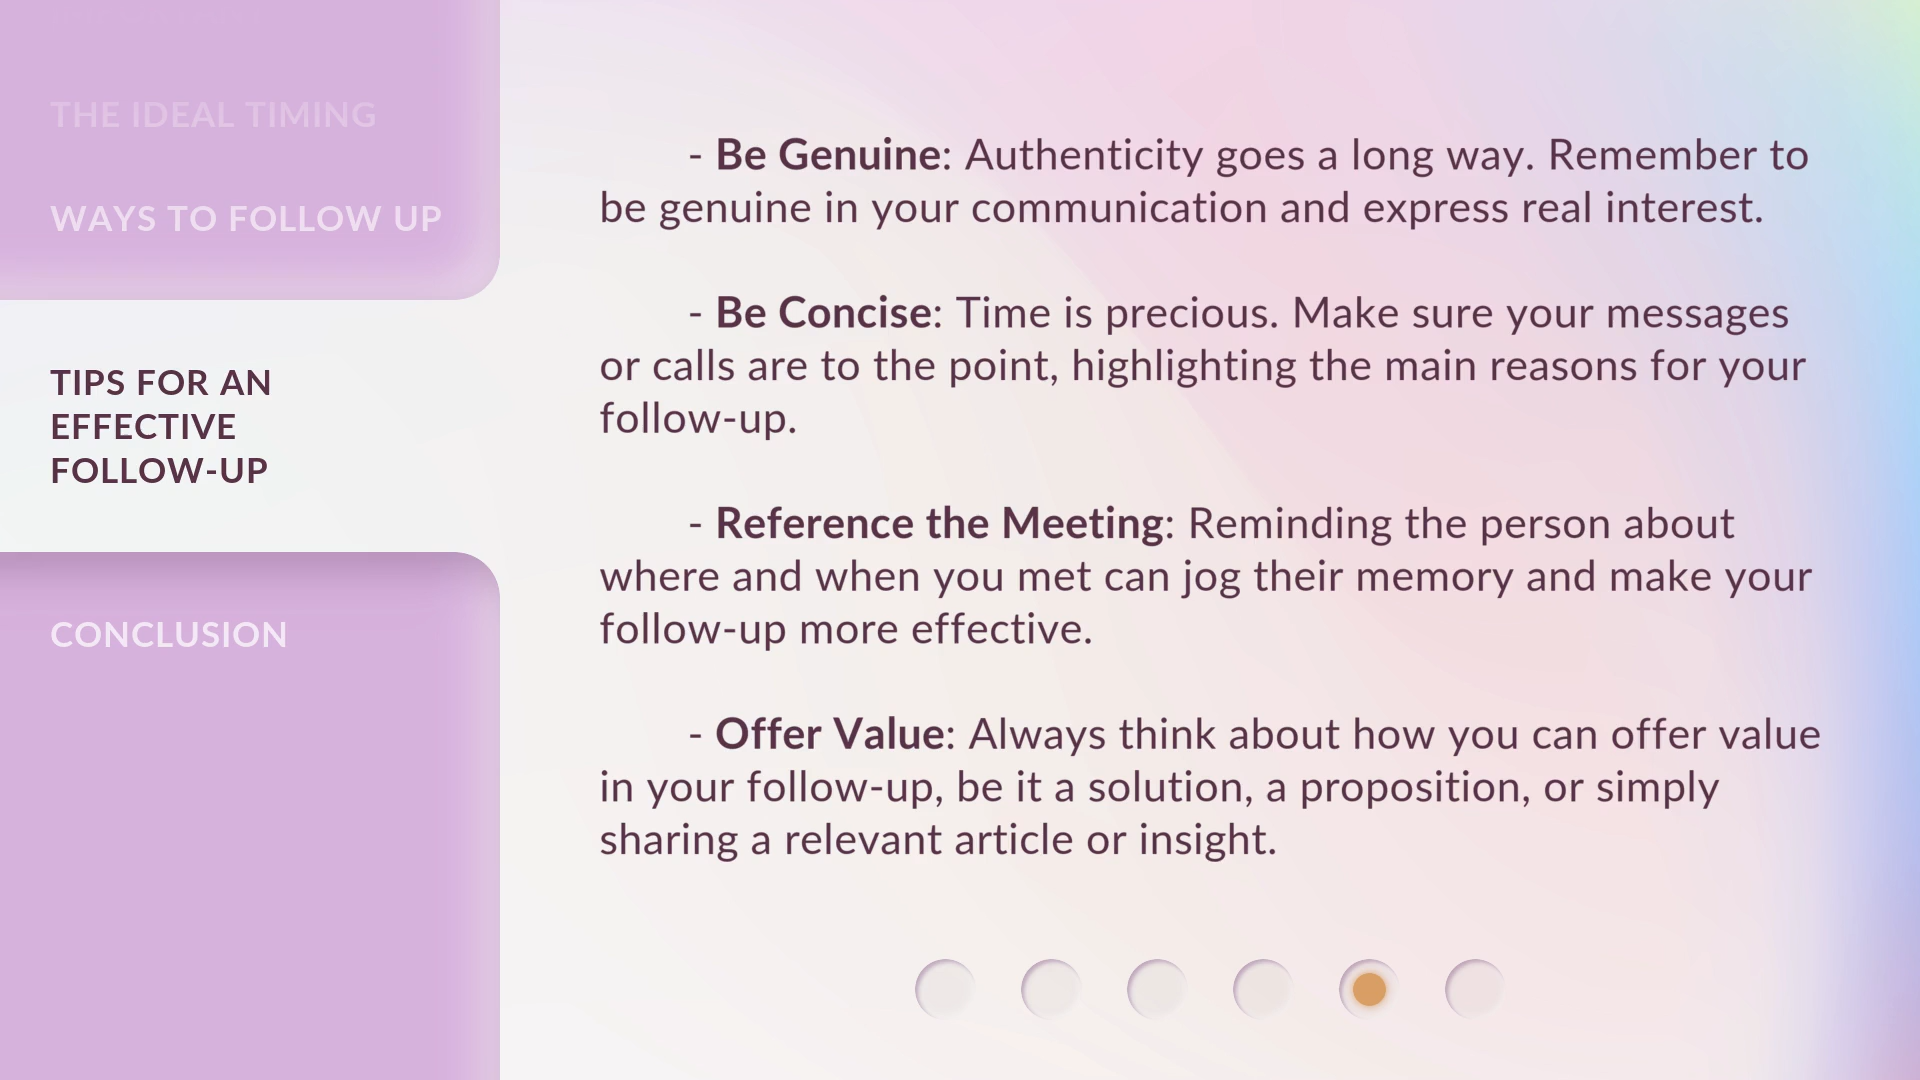 THE IDEAL TIMING
WAYS TO FOLLOW UP
TIPS FOR AN
EFFECTIVE
FOLLOW-UP
CONCLUSION
- Be Genuine: Authenticity goes a long way. Remember to
be genuine in your communication and express real interest.
- Be Concise: Time is precious. Make sure your messages
or calls are to the point, highlighting the main reasons for your
follow-up.
- Reference the Meeting: Reminding the person about
where and when you met can jog their memory and make your
follow-up more effective.
- Offer Value: Always think about how you can offer value
in your follow-up, be it a solution, a proposition, or simply
sharing a relevant article or insight.